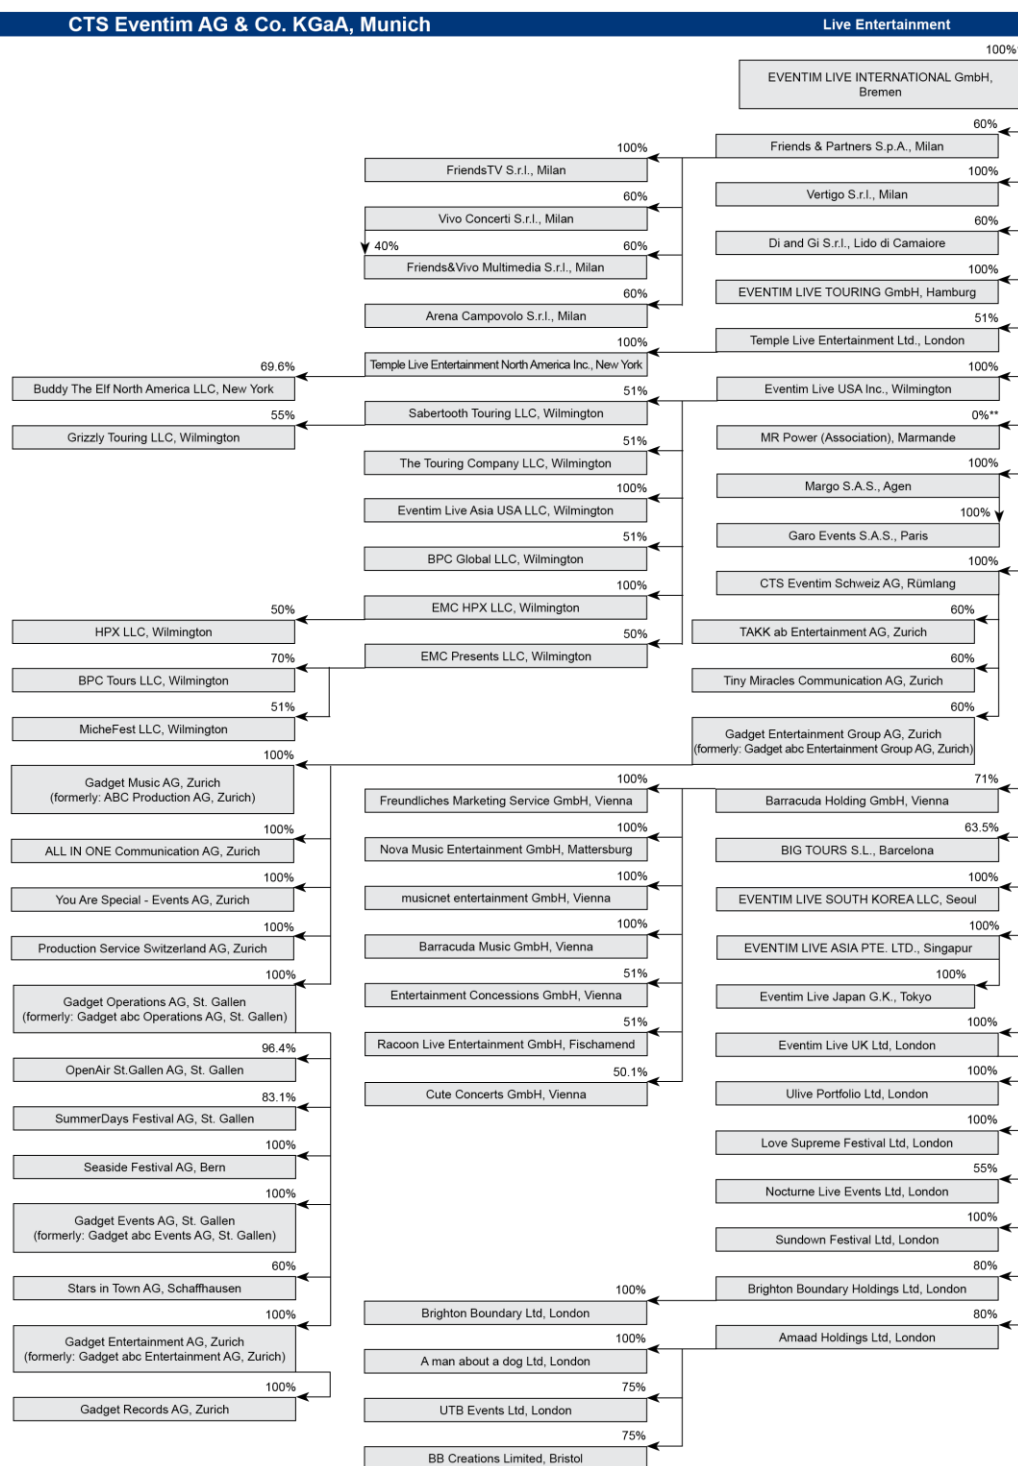 CTS Eventim AG & Co. KGaA, Munich
Live Entertainment
100%
EVENTIM LIVE INTERNATIONAL GmbH,
Bremen
60%
Friends & Partners S.p.A., Milan
100%
FriendsTV S.r.l., Milan
100%
Vertigo S.r.l., Milan
60%
Vivo Concerti S.r.l., Milan
60%
Di and Gi S.r.l., Lido di Camaiore
40%
60%
Friends&Vivo Multimedia S.r.l., Milan
100%
EVENTIM LIVE TOURING GmbH, Hamburg
60%
Arena Campovolo S.r.l., Milan
51%
Temple Live Entertainment Ltd., London
100%
Temple Live Entertainment North America Inc., New York
69.6%
Buddy The Elf North America LLC, New York
100%
Eventim Live USA Inc., Wilmington
51%
Sabertooth Touring LLC, Wilmington
55%
Grizzly Touring LLC, Wilmington
0%**
MR Power (Association), Marmande
51%
The Touring Company LLC, Wilmington
100%
Margo S.A.S., Agen
100%
Eventim Live Asia USA LLC, Wilmington
100%
Garo Events S.A.S., Paris
51%
BPC Global LLC, Wilmington
100%
CTS Eventim Schweiz AG, Rümlang
100%
EMC HPX LLC, Wilmington
50%
HPX LLC, Wilmington
60%
TAKK ab Entertainment AG, Zurich
50%
EMC Presents LLC, Wilmington
70%
BPC Tours LLC, Wilmington
60%
Tiny Miracles Communication AG, Zurich
51%
MicheFest LLC, Wilmington
60%
Gadget Entertainment Group AG, Zurich
(formerly: Gadget abc Entertainment Group AG, Zurich)
100%
Gadget Music AG, Zurich
(formerly: ABC Production AG, Zurich)
100%
Freundliches Marketing Service GmbH, Vienna
71%
Barracuda Holding GmbH, Vienna
100%
ALL IN ONE Communication AG, Zurich
100%
Nova Music Entertainment GmbH, Mattersburg
63.5%
BIG TOURS S.L., Barcelona
100%
You Are Special - Events AG, Zurich
100%
musicnet entertainment GmbH, Vienna
100%
EVENTIM LIVE SOUTH KOREA LLC, Seoul
100%
Production Service Switzerland AG, Zurich
100%
Barracuda Music GmbH, Vienna
100%
EVENTIM LIVE ASIA PTE. LTD., Singapur
100%
Gadget Operations AG, St. Gallen
(formerly: Gadget abc Operations AG, St. Gallen)
51%
Entertainment Concessions GmbH, Vienna
100%
Eventim Live Japan G.K., Tokyo
96.4%
OpenAir St.Gallen AG, St. Gallen
51%
Racoon Live Entertainment GmbH, Fischamend
100%
Eventim Live UK Ltd, London
83.1%
SummerDays Festival AG, St. Gallen
50.1%
Cute Concerts GmbH, Vienna
100%
Ulive Portfolio Ltd, London
100%
Seaside Festival AG, Bern
100%
Love Supreme Festival Ltd, London
100%
Gadget Events AG, St. Gallen
(formerly: Gadget abc Events AG, St. Gallen)
55%
Nocturne Live Events Ltd, London
100%
Sundown Festival Ltd, London
60%
Stars in Town AG, Schaffhausen
80%
Brighton Boundary Holdings Ltd, London
100%
Brighton Boundary Ltd, London
100%
Gadget Entertainment AG, Zurich
(formerly: Gadget abc Entertainment AG, Zurich)
80%
Amaad Holdings Ltd, London
100%
A man about a dog Ltd, London
100%
Gadget Records AG, Zurich
75%
UTB Events Ltd, London
75%
BB Creations Limited, Bristol